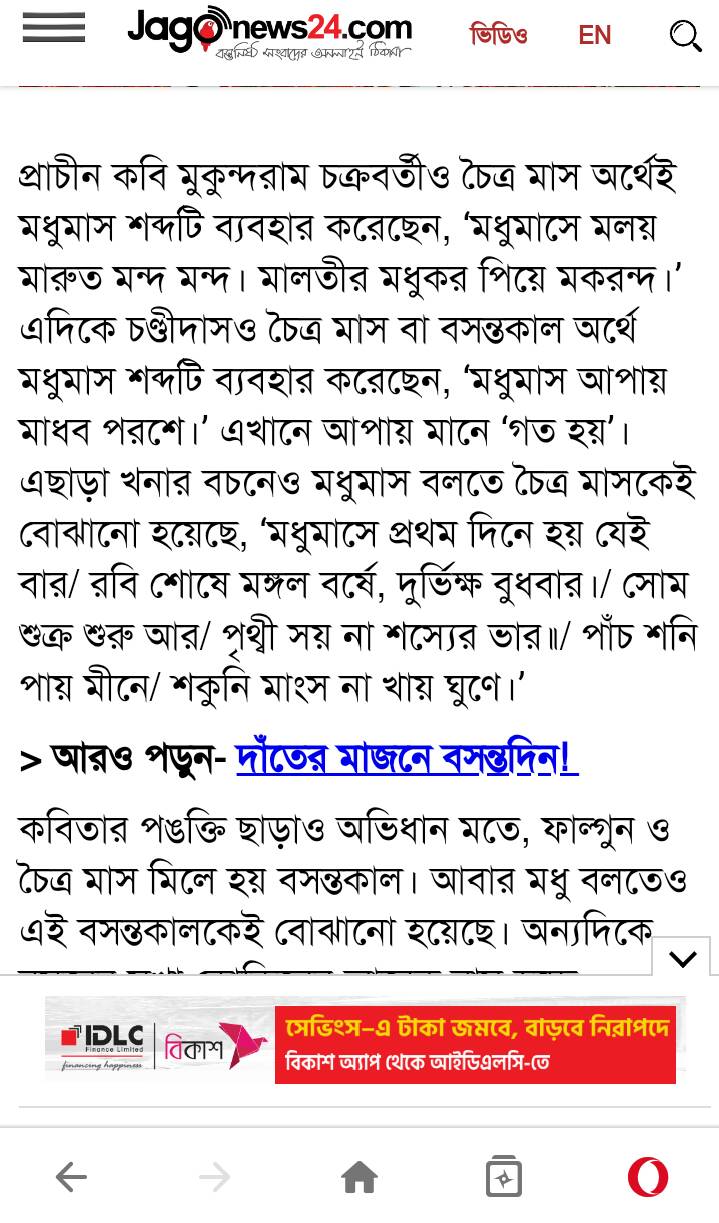 Jagonews24.com
বস্তুনিষ্ঠ সংবাদের অনলাইন ঠিকানা
ভিডিও
EN
প্রাচীন কবি মুকুন্দরাম চক্রবর্তীও চৈত্র মাস অর্থেই
মধুমাস শব্দটি ব্যবহার করেছেন, ‘মধুমাসে মলয়
মারুত মন্দ মন্দ। মালতীর মধুকর পিয়ে মকরন্দ।’
এদিকে চণ্ডীদাসও চৈত্র মাস বা বসন্তকাল অর্থে
মধুমাস শব্দটি ব্যবহার করেছেন, ‘মধুমাস আপায়
মাধব পরশে।’ এখানে আপায় মানে ‘গত হয়’।
এছাড়া খনার বচনেও মধুমাস বলতে চৈত্র মাসকেই
বোঝানো হয়েছে, ‘মধুমাসে প্রথম দিনে হয় যেই
বার/ রবি শোষে মঙ্গল বর্ষে, দুর্ভিক্ষ বুধবার।/ সোম
শুক্র শুরু আর/ পৃথ্বী সয় না শস্যের ভার॥/ পাঁচ শনি
পায় মীনে/ শকুনি মাংস না খায় ঘুণে।’
> আরও পড়ুন- দাঁতের মাজনে বসন্তদিন!
কবিতার পঙক্তি ছাড়াও অভিধান মতে, ফাল্গুন ও
চৈত্র মাস মিলে হয় বসন্তকাল। আবার মধু বলতেও
এই বসন্তকালকেই বোঝানো হয়েছে। অন্যদিকে
IDLC
Finance Limited
financing happiness
বিকাশ
সেভিংস–এ টাকা জমবে, বাড়বে নিরাপদে
বিকাশ অ্যাপ থেকে আইডিএলসি-তে